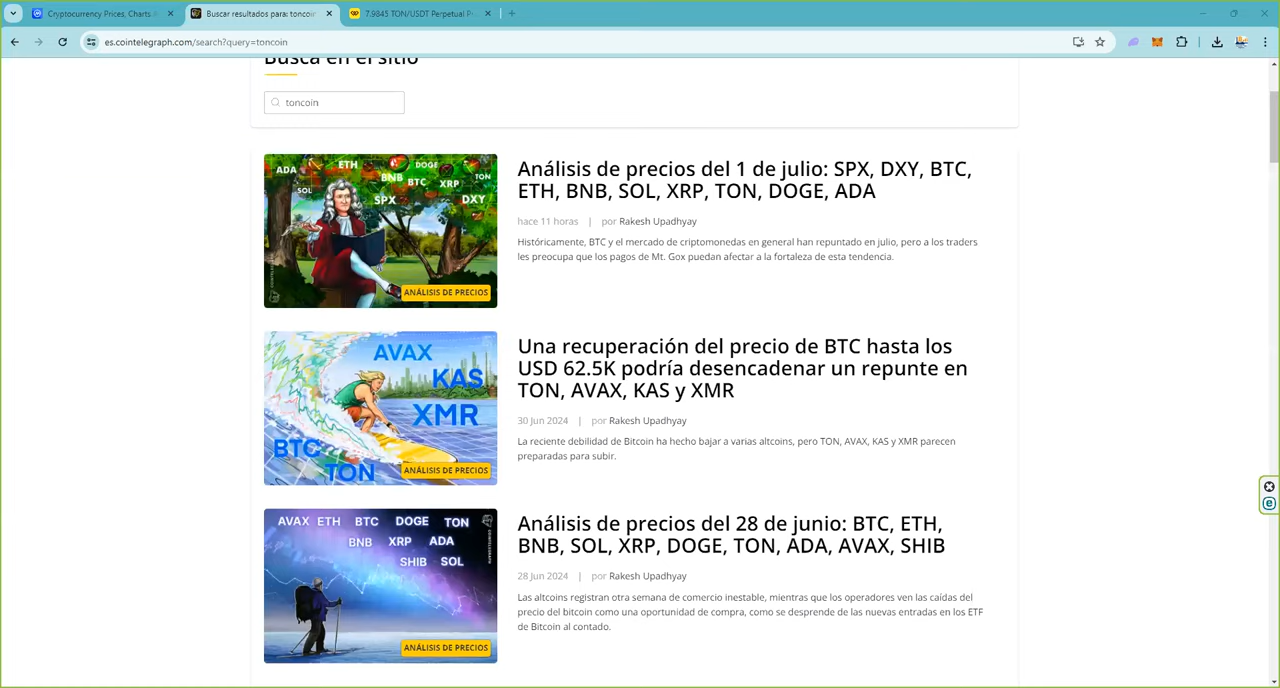 Cryptocurrency Prices, Charts
Buscar resultados para: toncoin
7.9845 TON/USDT Perpetual P
es.cointelegraph.com/search?query=toncoin
Busca en el sitio
toncoin
ADA
ETH
DOGE
BNB
BTC
XRP
TON
SOL
SPX
DXY
ANÁLISIS DE PRECIOS
Análisis de precios del 1 de julio: SPX, DXY, BTC,
ETH, BNB, SOL, XRP, TON, DOGE, ADA
hace 11 horas | por Rakesh Upadhyay
Históricamente, BTC y el mercado de criptomonedas en general han repuntado en julio, pero a los traders
les preocupa que los pagos de Mt. Gox puedan afectar a la fortaleza de esta tendencia.
AVAX
KAS
XMR
BTC
TON
ANÁLISIS DE PRECIOS
Una recuperación del precio de BTC hasta los
USD 62.5K podría desencadenar un repunte en
TON, AVAX, KAS y XMR
30 Jun 2024 | por Rakesh Upadhyay
La reciente debilidad de Bitcoin ha hecho bajar a varias altcoins, pero TON, AVAX, KAS y XMR parecen
preparadas para subir.
AVAX ETH BTC DOGE TON
BNB XRP ADA
SHIB SOL
ANÁLISIS DE PRECIOS
Análisis de precios del 28 de junio: BTC, ETH,
BNB, SOL, XRP, DOGE, TON, ADA, AVAX, SHIB
28 Jun 2024 | por Rakesh Upadhyay
Las altcoins registran otra semana de comercio inestable, mientras que los operadores ven las caídas del
precio del bitcoin como una oportunidad de compra, como se desprende de las nuevas entradas en los ETF
de Bitcoin al contado.